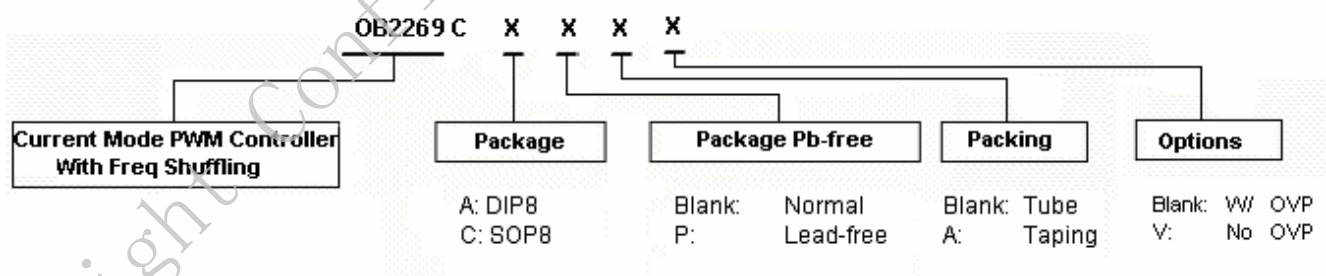 OB2269 C X X X X
Current Mode PWM Controller
With Freq Shuffling
Package
A: DIP8
C: SOP8
Package Pb-free
Blank: Normal
P: Lead-free
Packing
Blank: Tube
A: Taping
Options
Blank: W/ OVP
V: No OVP